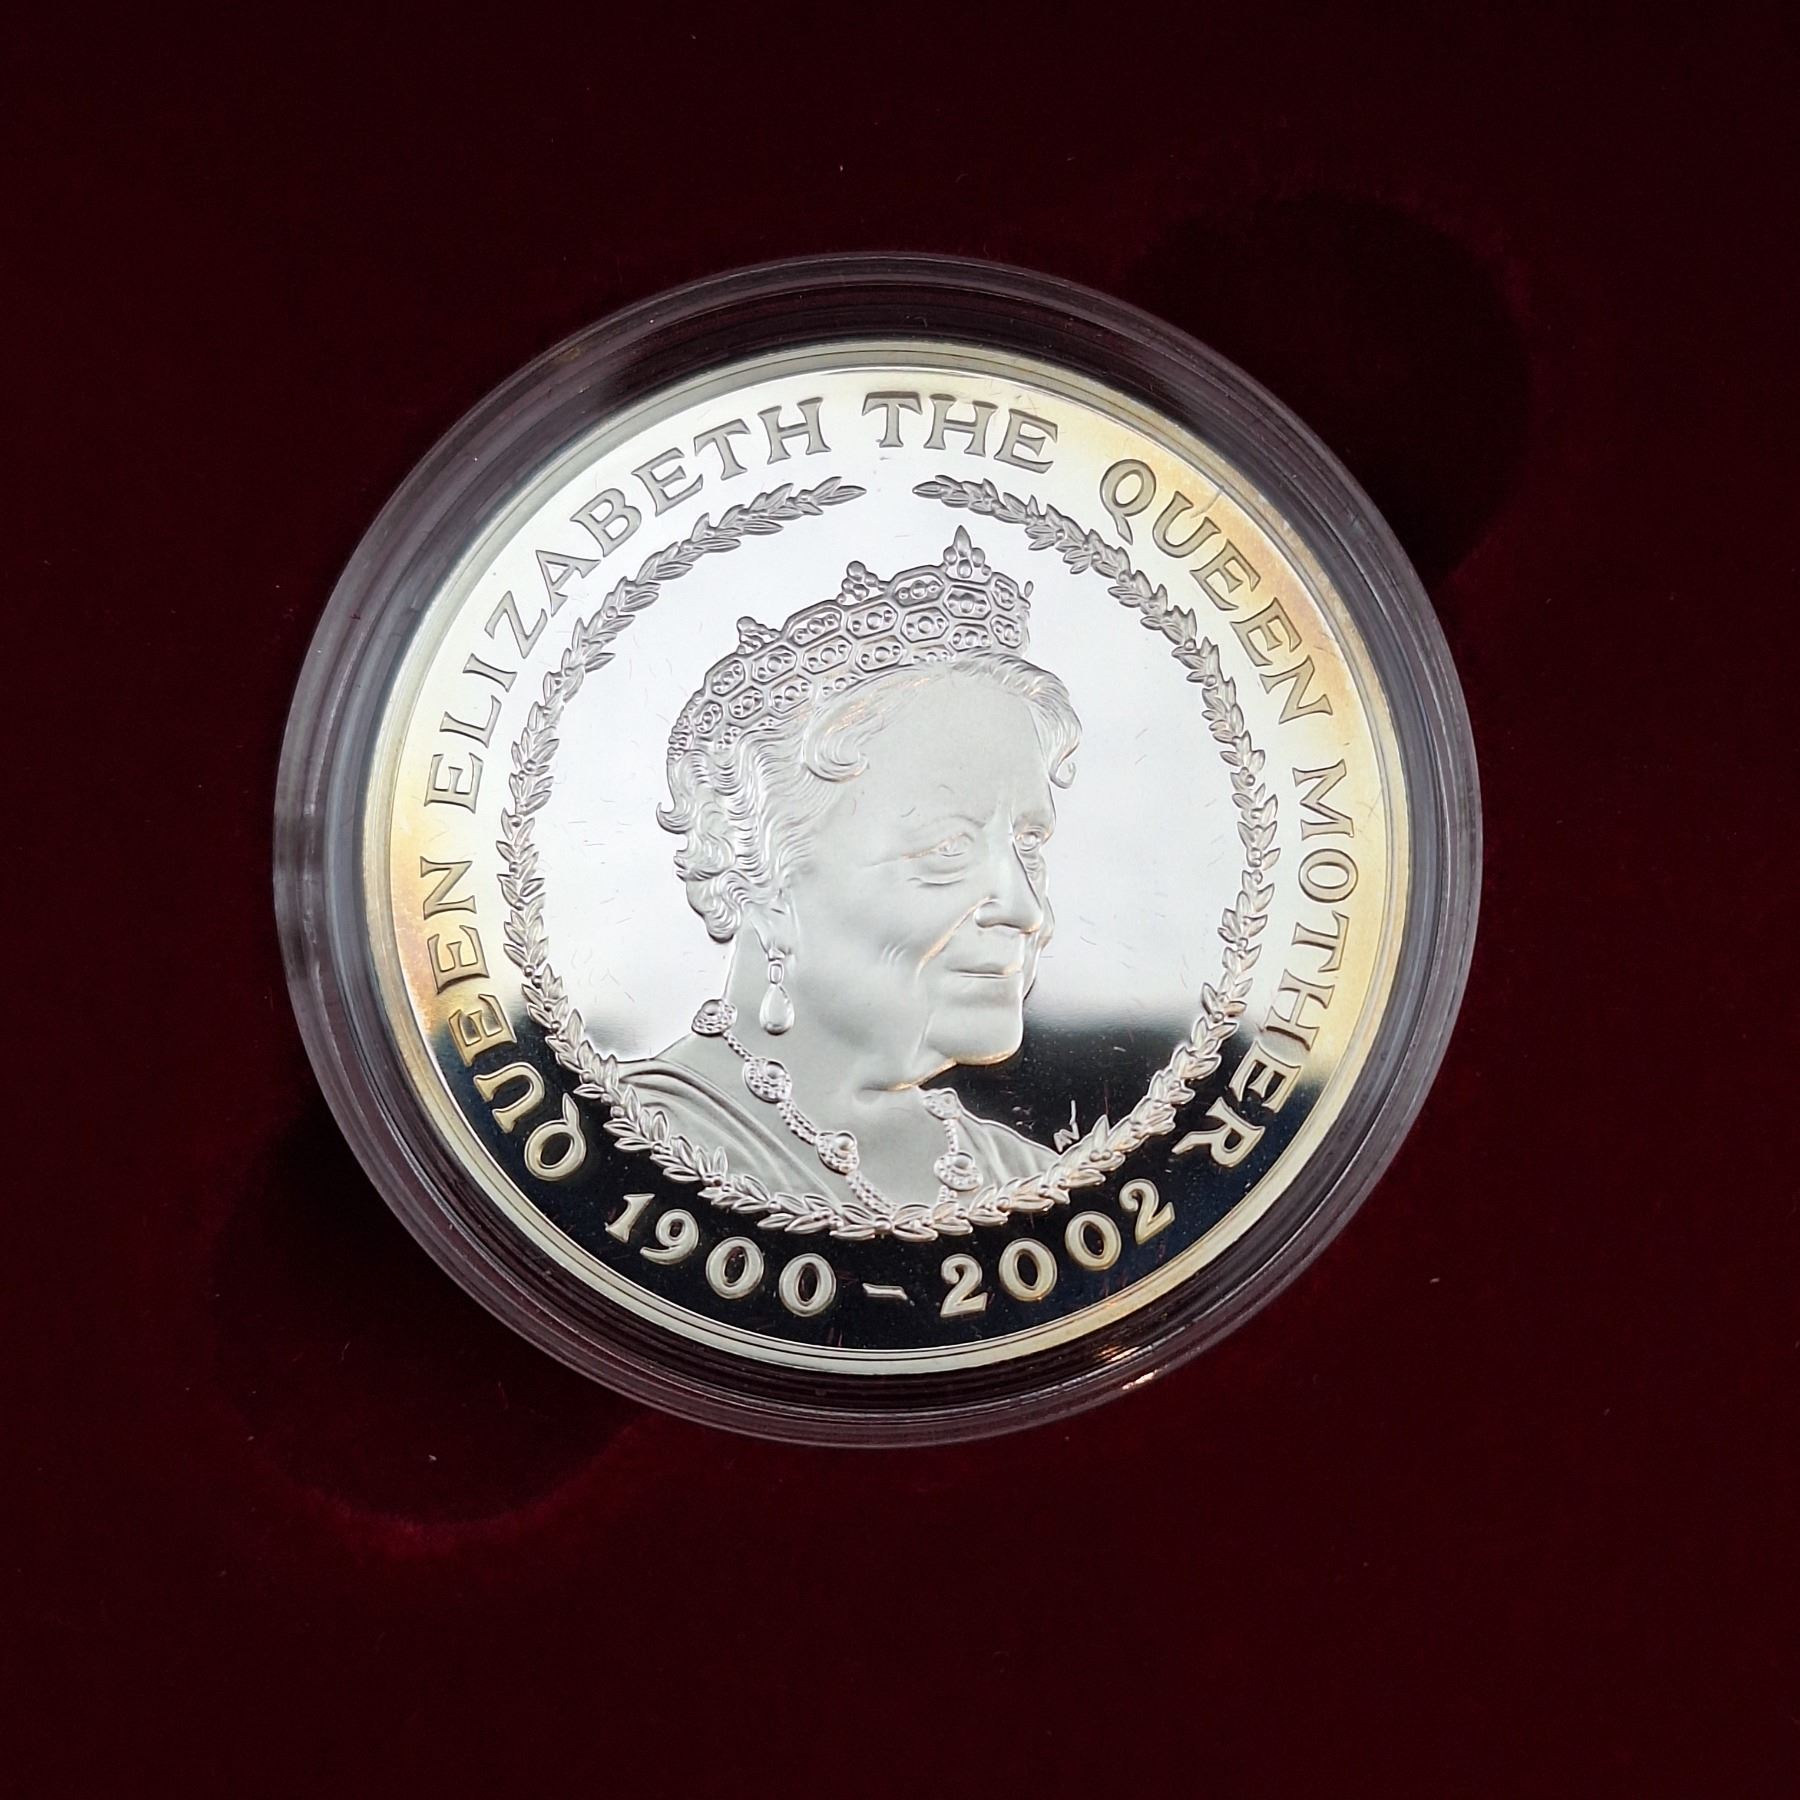 QUEEN ELIZABETH THE QUEEN MOTHER
1900 - 2002